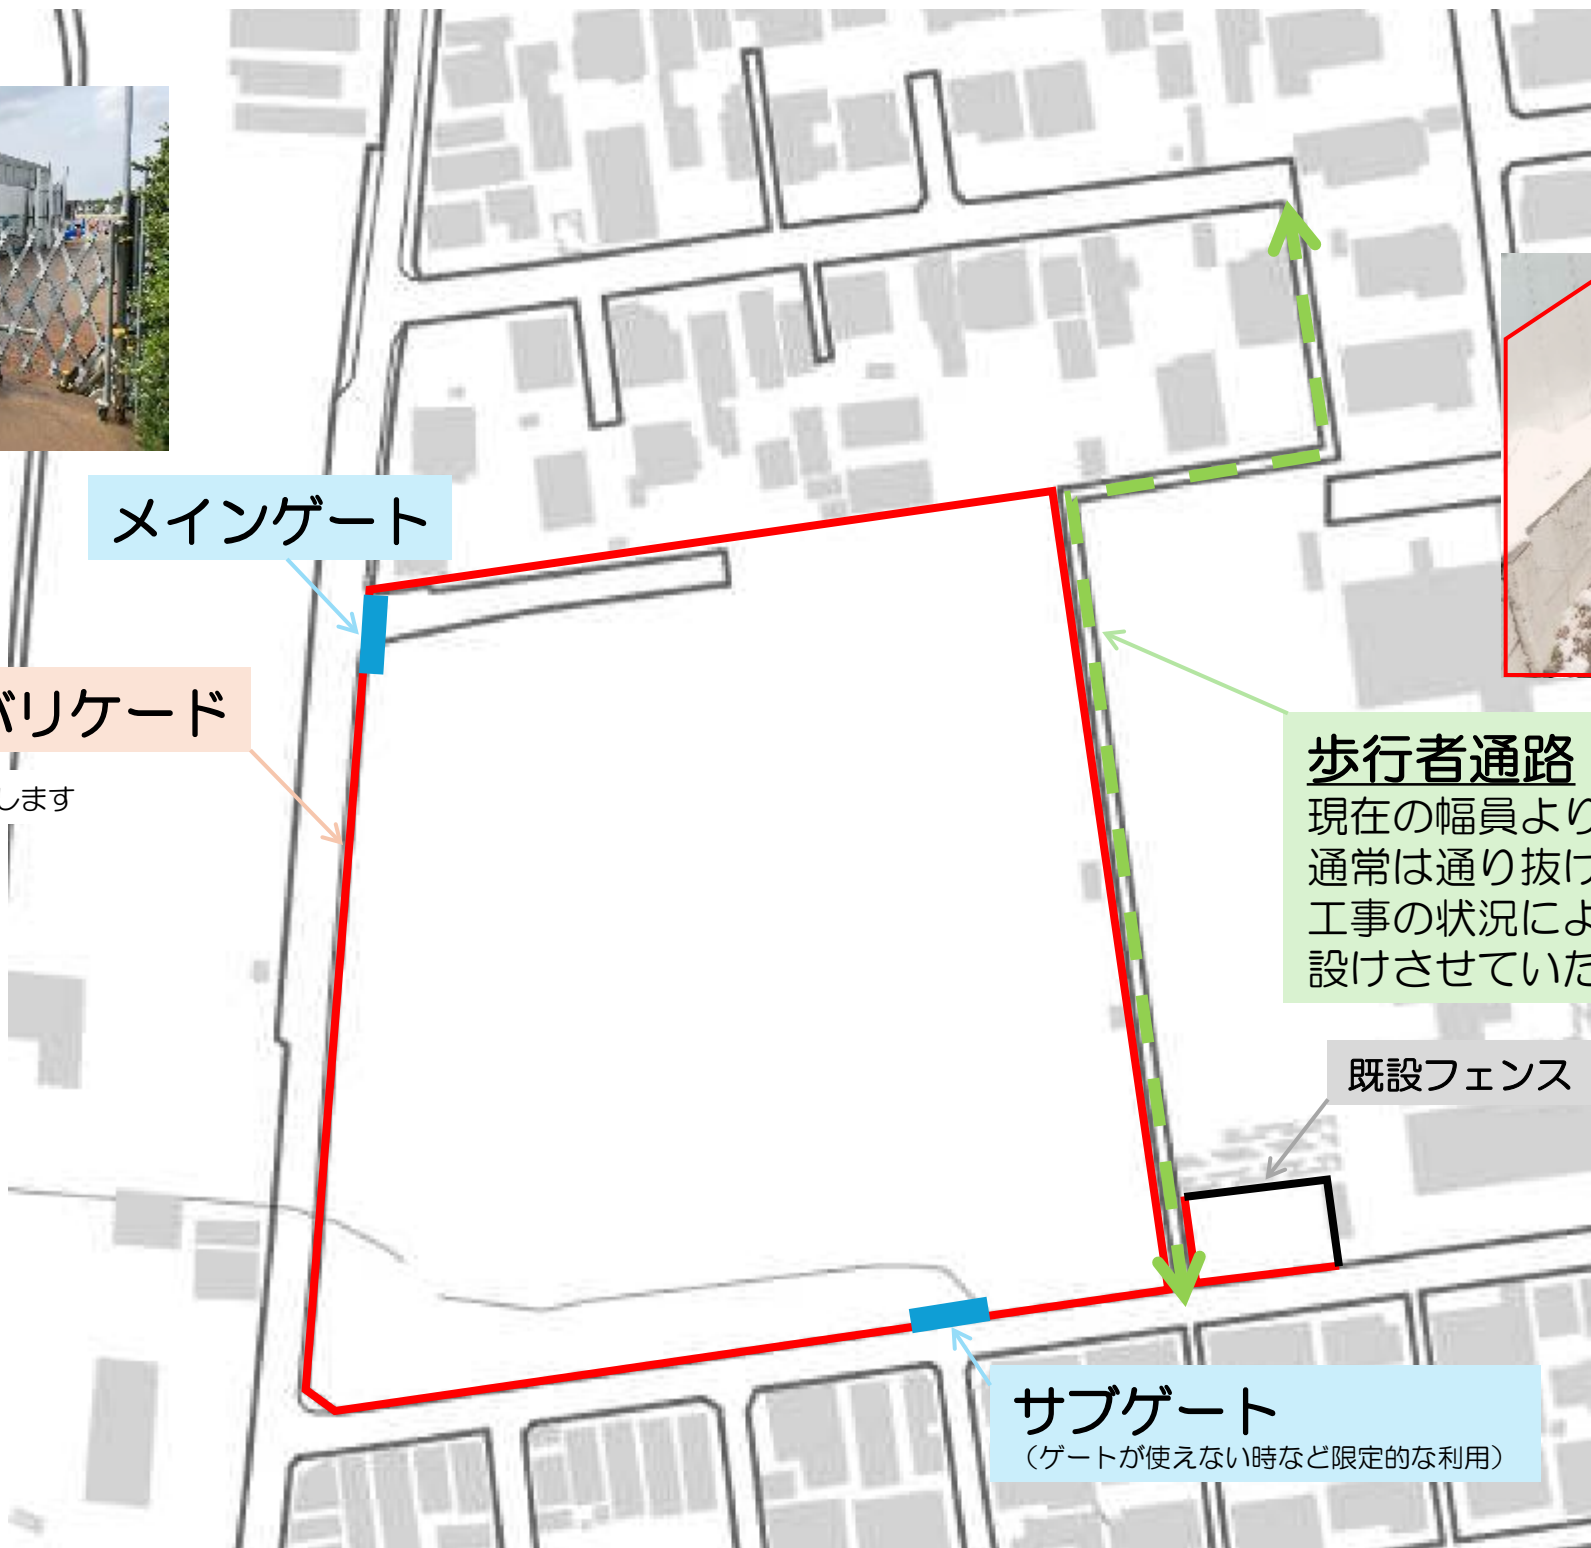 メインゲート
バリケード
します
歩行者通路
現在の幅員より
通常は通り抜け
工事の状況によ
設けさせていた
既設フェンス
サブゲート
（ゲートが使えない時など限定的な利用）